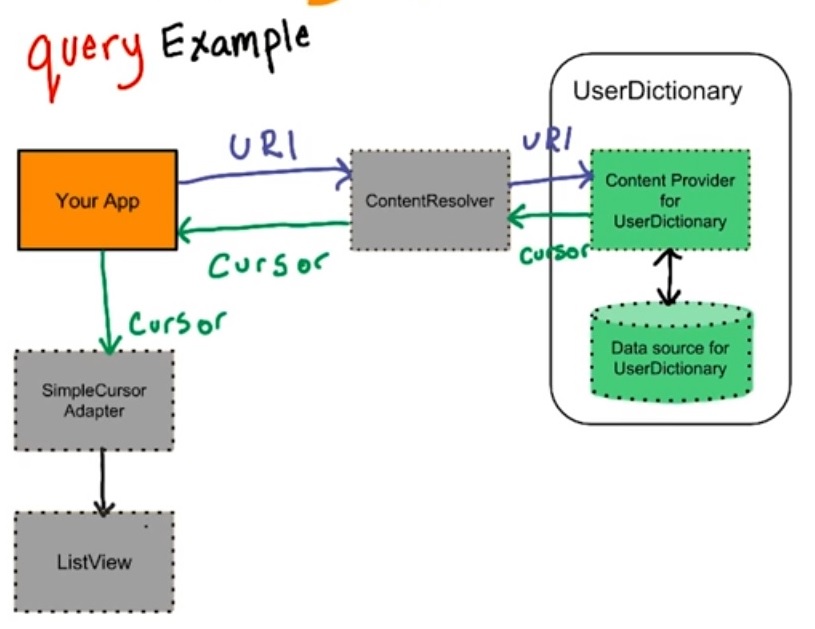 query Example
UserDictionary
URI
URI
Your App
ContentResolver
Content Provider
for
UserDictionary
Cursor
Cursor
Cursor
Data source for
UserDictionary
SimpleCursor
Adapter
ListView